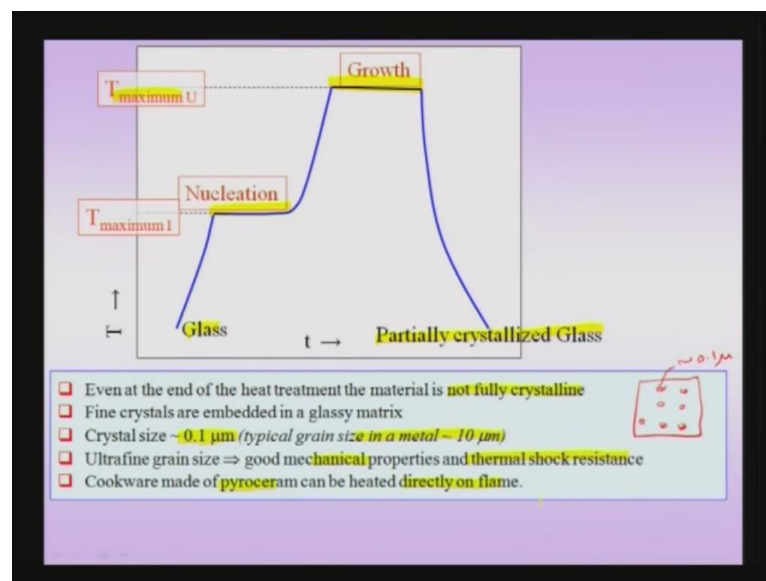 Growth
T maximum U
Nucleation
T maximum I
T →
Glass
t →
Partially crystallized Glass
~0.1μ
❑ Even at the end of the heat treatment the material is not fully crystalline
❑ Fine crystals are embedded in a glassy matrix
❑ Crystal size ~ 0.1 μm (typical grain size in a metal ~ 10 μm)
❑ Ultrafine grain size ⇒ good mechanical properties and thermal shock resistance
❑ Cookware made of pyroceram can be heated directly on flame.